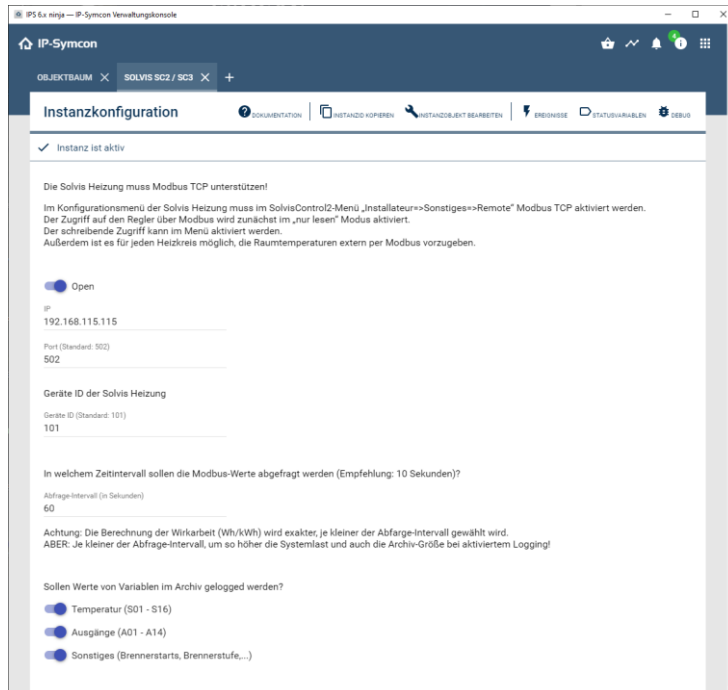 IPS 6.x ninja — IP-Symcon Verwaltungskonsole
IP-Symcon
4
OBJEKTBAUM
SOLVIS SC2 / SC3
Instanzkonfiguration
DOKUMENTATION
INSTANZID KOPIEREN
INSTANZOBJEKT BEARBEITEN
EREIGNISSE
STATUSVARIABLEN
DEBUG
Instanz ist aktiv
Die Solvis Heizung muss Modbus TCP unterstützen!
Im Konfigurationsmenü der Solvis Heizung muss im SolvisControl2-Menü „Installateur=>Sonstiges=>Remote" Modbus TCP aktiviert werden.
Der Zugriff auf den Regler über Modbus wird zunächst im „nur lesen" Modus aktiviert.
Der schreibende Zugriff kann im Menü aktiviert werden.
Außerdem ist es für jeden Heizkreis möglich, die Raumtemperaturen extern per Modbus vorzugeben.
Open
IP
192.168.115.115
Port (Standard: 502)
502
Geräte ID der Solvis Heizung
Geräte ID (Standard: 101)
101
In welchem Zeitintervall sollen die Modbus-Werte abgefragt werden (Empfehlung: 10 Sekunden)?
Abfrage-Intervall (in Sekunden)
60
Achtung: Die Berechnung der Wirkarbeit (Wh/kWh) wird exakter, je kleiner der Abfarge-Intervall gewählt wird.
ABER: Je kleiner der Abfrage-Intervall, um so höher die Systemlast und auch die Archiv-Größe bei aktiviertem Logging!
Sollen Werte von Variablen im Archiv gelogged werden?
Temperatur (S01 - S16)
Ausgänge (A01 - A14)
Sonstiges (Brennerstarts, Brennerstufe,...)